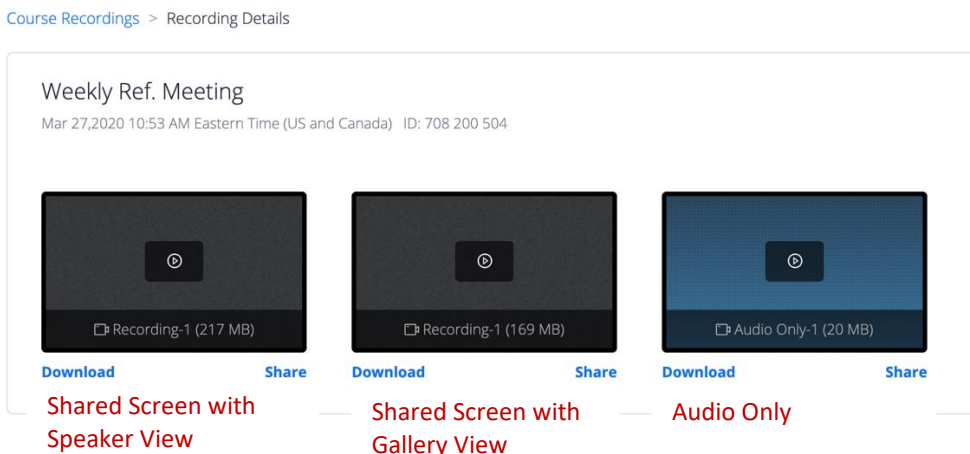 Course Recordings > Recording Details
Weekly Ref. Meeting
Mar 27,2020 10:53 AM Eastern Time (US and Canada) ID: 708 200 504
Recording-1 (217 MB)
Recording-1 (169 MB)
Audio Only-1 (20 MB)
Download Share
Download Share
Download Share
Shared Screen with
Speaker View
Shared Screen with
Gallery View
Audio Only